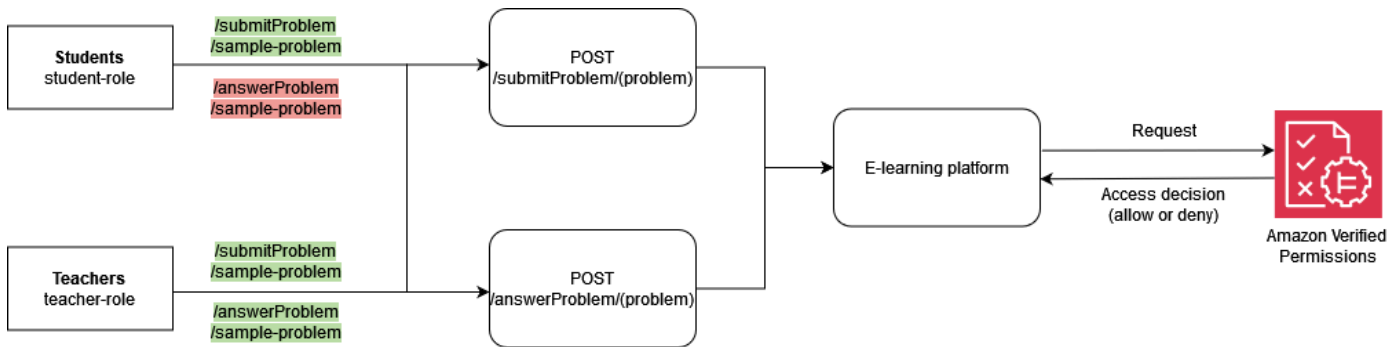 Students
student-role
/submitProblem
/sample-problem
/answerProblem
/sample-problem
POST
/submitProblem/(problem)
Teachers
teacher-role
/submitProblem
/sample-problem
/answerProblem
/sample-problem
POST
/answerProblem/(problem)
E-learning platform
Request
Access decision
(allow or deny)
Amazon Verified
Permissions